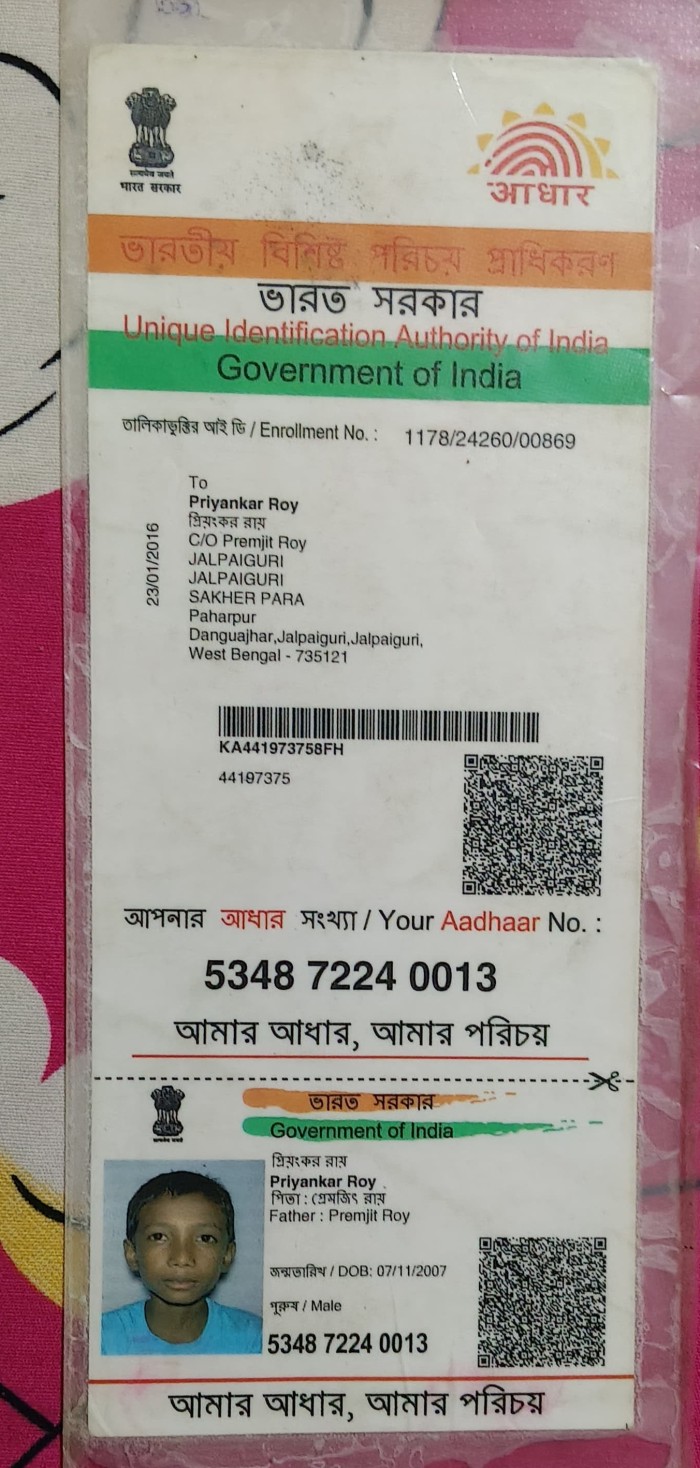 सत्यमेव जयते
भारत सरकार
आधार
ভারতীয় বিশিষ্ট পরিচয় প্রাধিকরণ
ভারত সরকার
Unique Identification Authority of India
Government of India
তালিকাভুক্তির আই ডি / Enrollment No. : 1178/24260/00869
23/01/2016
To
Priyankar Roy
প্রিয়ংকর রায়
C/O Premjit Roy
JALPAIGURI
JALPAIGURI
SAKHER PARA
Paharpur
Danguajhar,Jalpaiguri,Jalpaiguri,
West Bengal - 735121
KA441973758FH
44197375
আপনার আধার সংখ্যা / Your Aadhaar No. :
5348 7224 0013
আমার আধার, আমার পরিচয়
ভারত সরকার
Government of India
প্রিয়ংকর রায়
Priyankar Roy
পিতা : প্রেমজিৎ রায়
Father : Premjit Roy
জন্মতারিখ / DOB: 07/11/2007
পুরুষ / Male
5348 7224 0013
আমার আধার, আমার পরিচয়